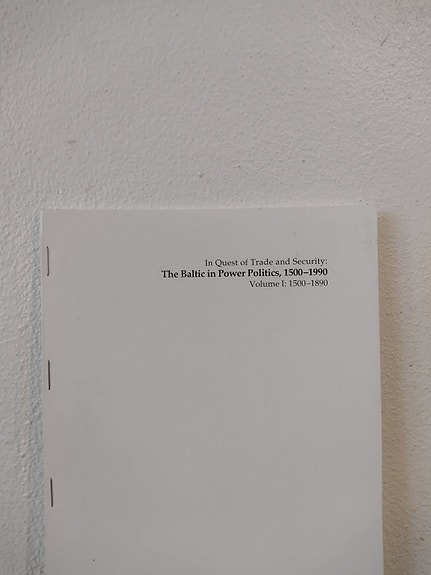 In Quest of Trade and Security:
The Baltic in Power Politics, 1500–1990
Volume I: 1500–1890